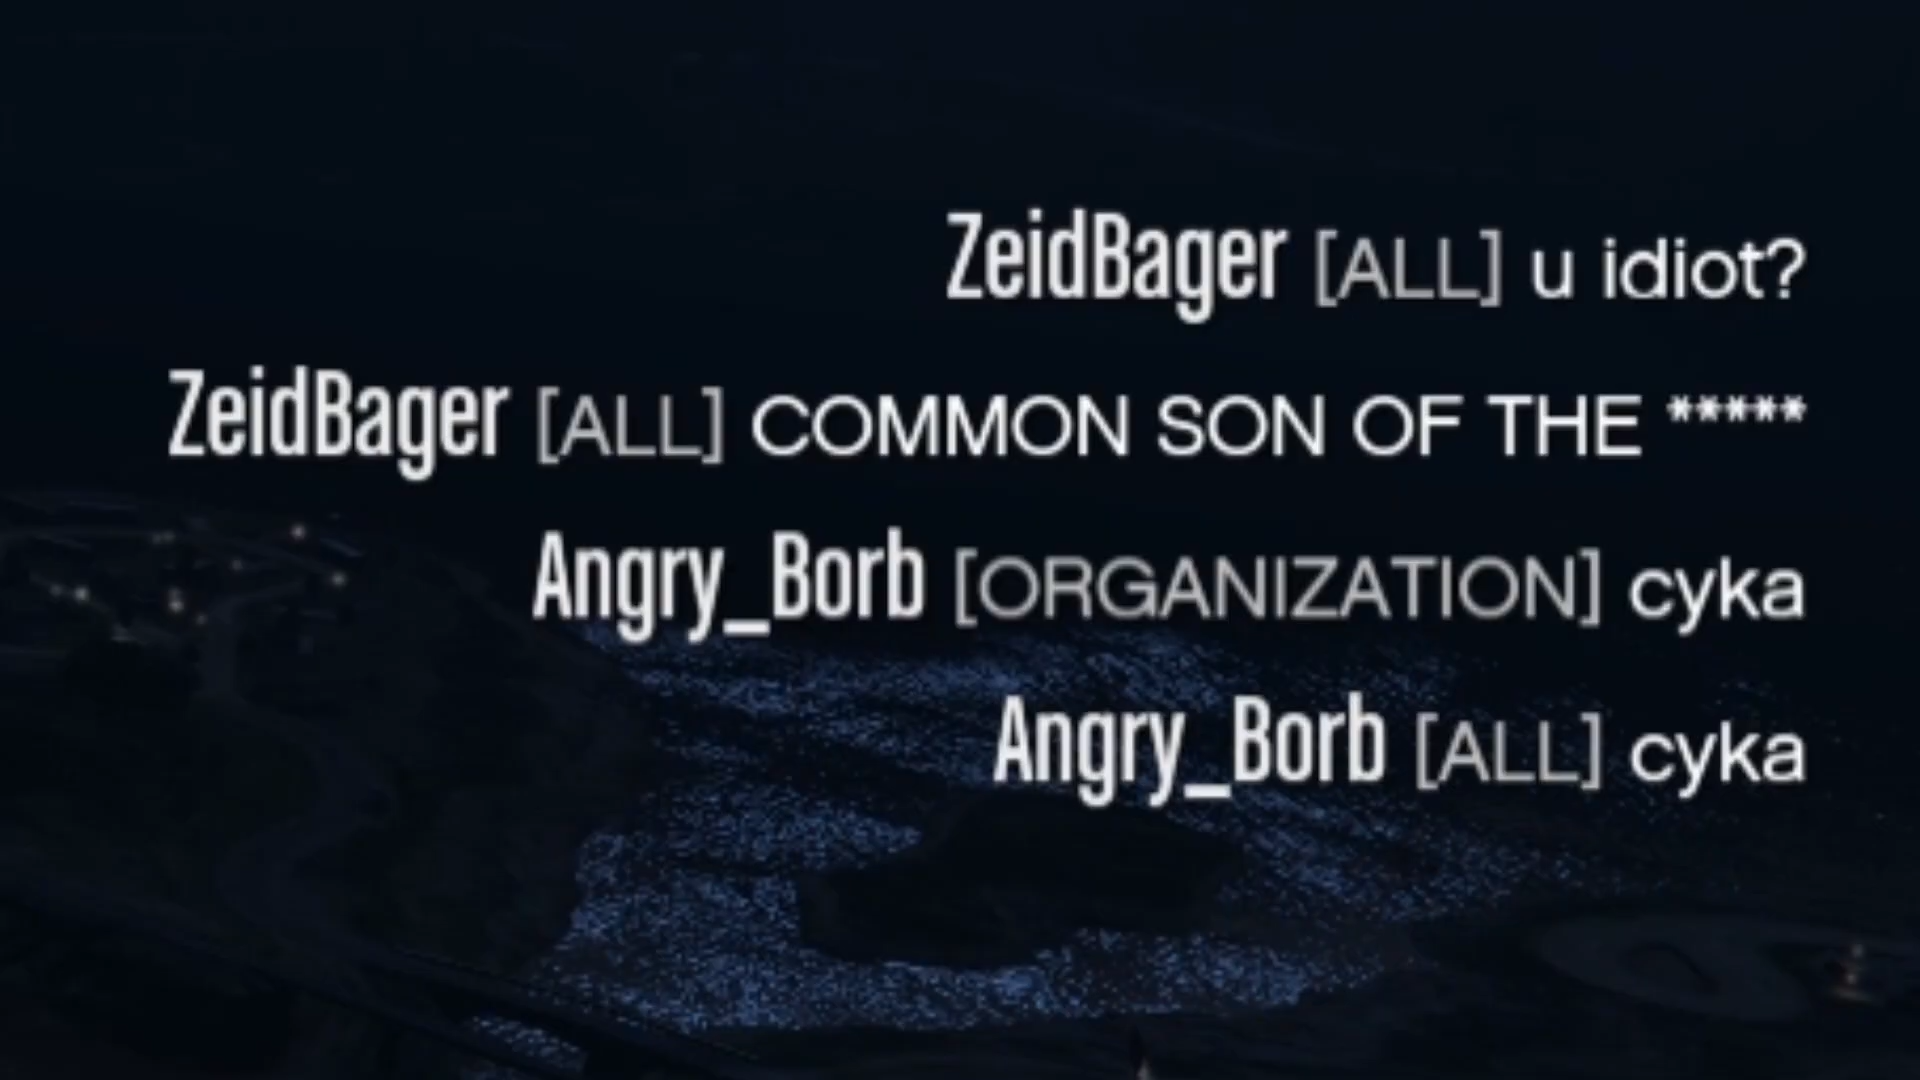 ZeidBager [ALL] u idiot?
ZeidBager [ALL] COMMON SON OF THE *****
Angry_Borb [ORGANIZATION] cyka
Angry_Borb [ALL] cyka